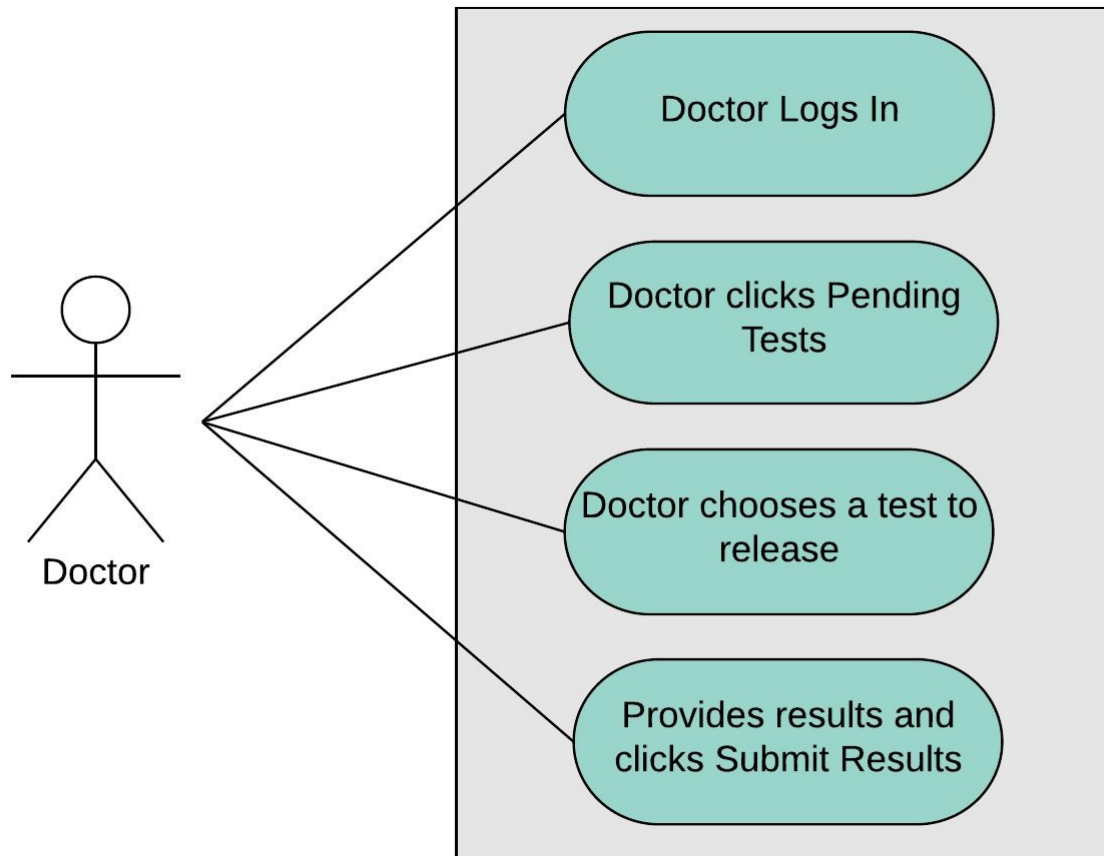 Doctor Logs In
Doctor clicks Pending
Tests
Doctor chooses a test to
release
Doctor
Provides results and
clicks Submit Results